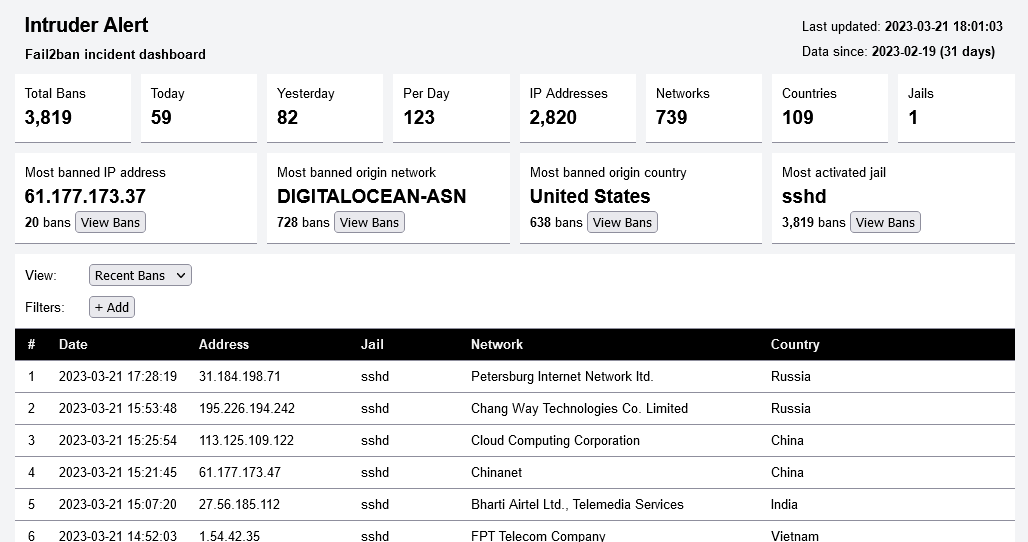 Intruder Alert
Last updated: 2023-03-21 18:01:03
Fail2ban incident dashboard
Data since: 2023-02-19 (31 days)
Total Bans Today Yesterday Per Day IP Addresses Networks Countries Jails
3,819 59 82 123 2,820 739 109 1
Most banned IP address Most banned origin network Most banned origin country Most activated jail
61.177.173.37 DIGITALOCEAN-ASN United States sshd
20 bans View Bans 728 bans View Bans 638 bans View Bans 3,819 bans View Bans
View: Recent Bans
Filters: + Add
# Date Address Jail Network Country
1 2023-03-21 17:28:19 31.184.198.71 sshd Petersburg Internet Network ltd. Russia
2 2023-03-21 15:53:48 195.226.194.242 sshd Chang Way Technologies Co. Limited Russia
3 2023-03-21 15:25:54 113.125.109.122 sshd Cloud Computing Corporation China
4 2023-03-21 15:21:45 61.177.173.47 sshd Chinanet China
5 2023-03-21 15:07:20 27.56.185.112 sshd Bharti Airtel Ltd., Telemedia Services India
6 2023-03-21 14:52:03 1.54.42.35 sshd FPT Telecom Company Vietnam